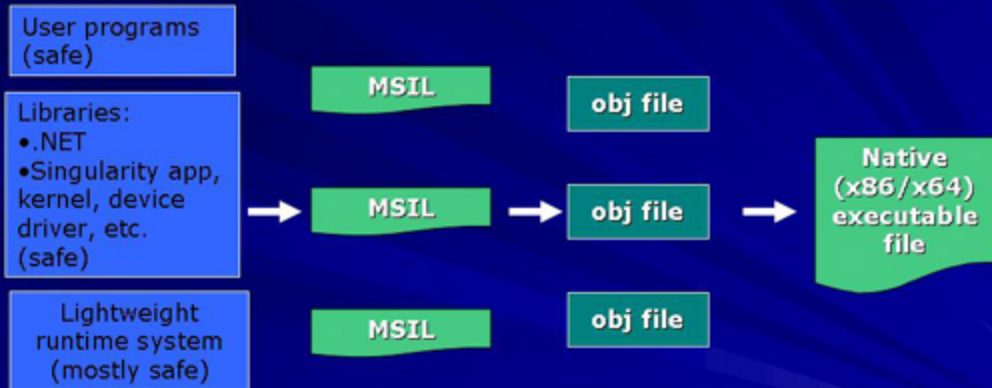 User programs
(safe)
Libraries:
•.NET
•Singularity app,
kernel, device
driver, etc.
(safe)
Lightweight
runtime system
(mostly safe)
MSIL
MSIL
MSIL
obj file
obj file
obj file
Native
(x86/x64)
executable
file